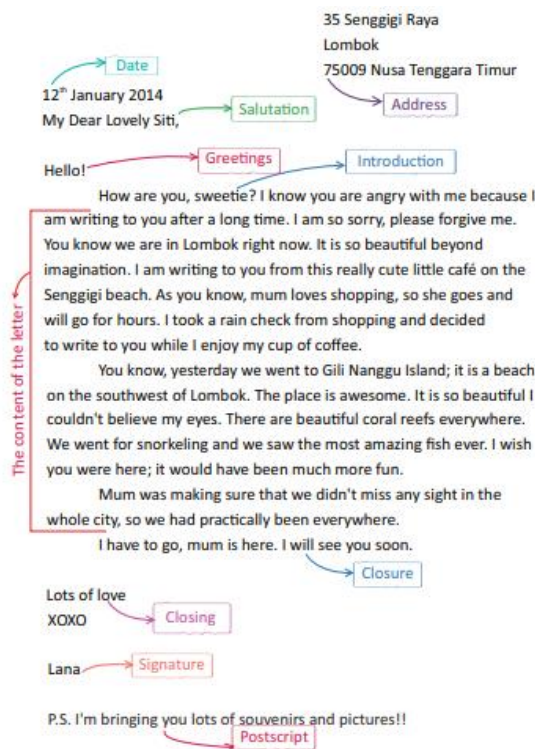 35 Senggigi Raya
Lombok
75009 Nusa Tenggara Timur
Address
Date
12th January 2014
My Dear Lovely Siti,
Salutation
Hello!
Greetings
Introduction
How are you, sweetie? I know you are angry with me because I
am writing to you after a long time. I am so sorry, please forgive me.
You know we are in Lombok right now. It is so beautiful beyond
imagination. I am writing to you from this really cute little café on the
Senggigi beach. As you know, mum loves shopping, so she goes and
will go for hours. I took a rain check from shopping and decided
to write to you while I enjoy my cup of coffee.
You know, yesterday we went to Gili Nanggu Island; it is a beach
on the southwest of Lombok. The place is awesome. It is so beautiful I
couldn't believe my eyes. There are beautiful coral reefs everywhere.
We went for snorkeling and we saw the most amazing fish ever. I wish
you were here; it would have been much more fun.
Mum was making sure that we didn't miss any sight in the
whole city, so we had practically been everywhere.
I have to go, mum is here. I will see you soon.
The content of the letter
Closure
Lots of love
XOXO
Closing
Lana
Signature
P.S. I'm bringing you lots of souvenirs and pictures!!
Postscript